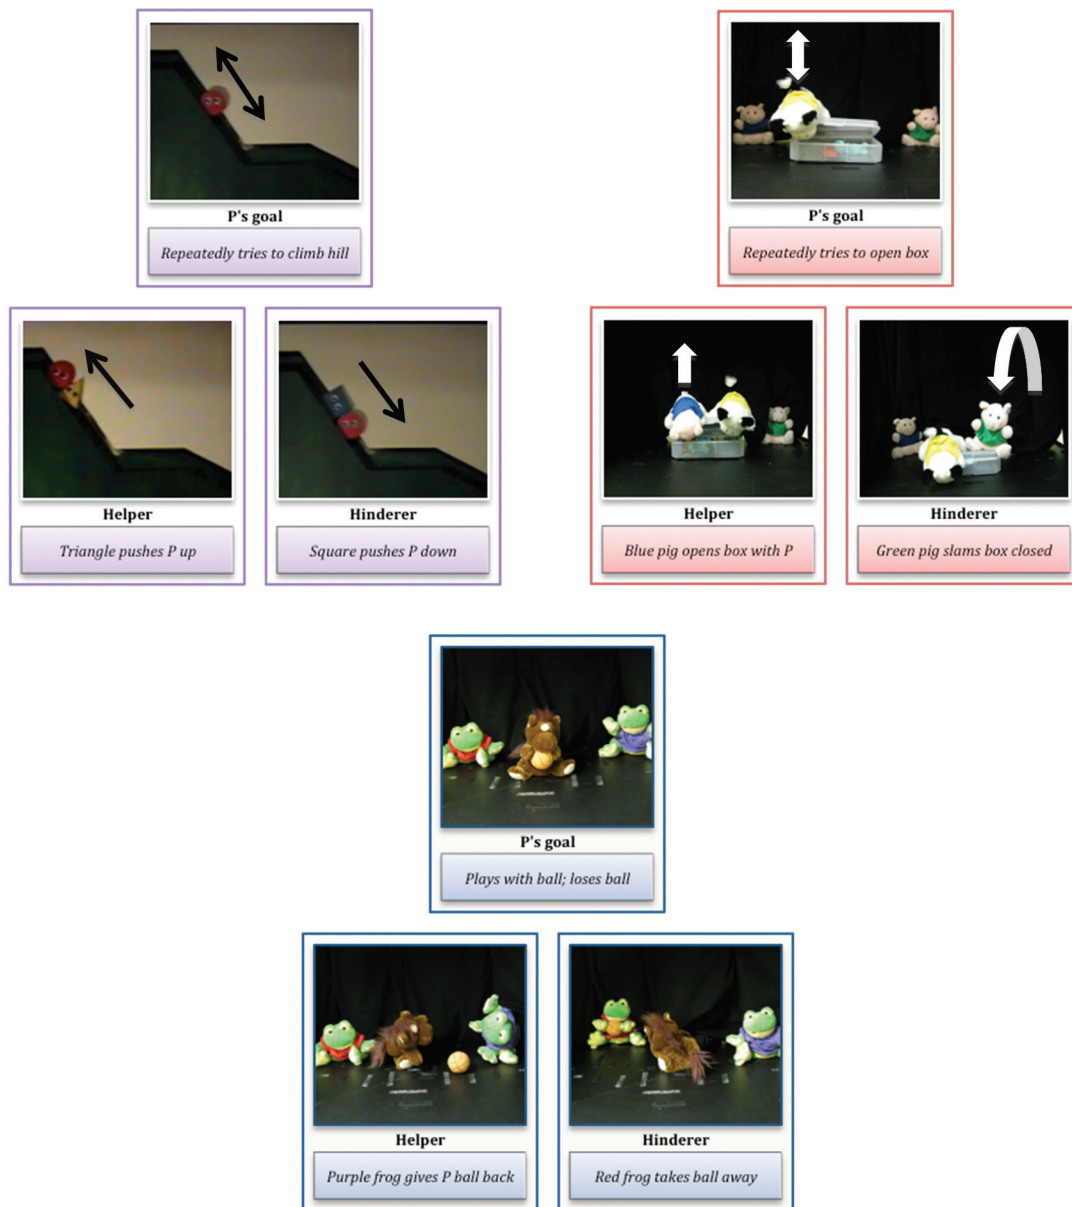 P's goal
Repeatedly tries to climb hill
P's goal
Repeatedly tries to open box
Helper
Triangle pushes P up
Hinderer
Square pushes P down
Helper
Blue pig opens box with P
Hinderer
Green pig slams box closed
P's goal
Plays with ball; loses ball
Helper
Purple frog gives P ball back
Hinderer
Red frog takes ball away